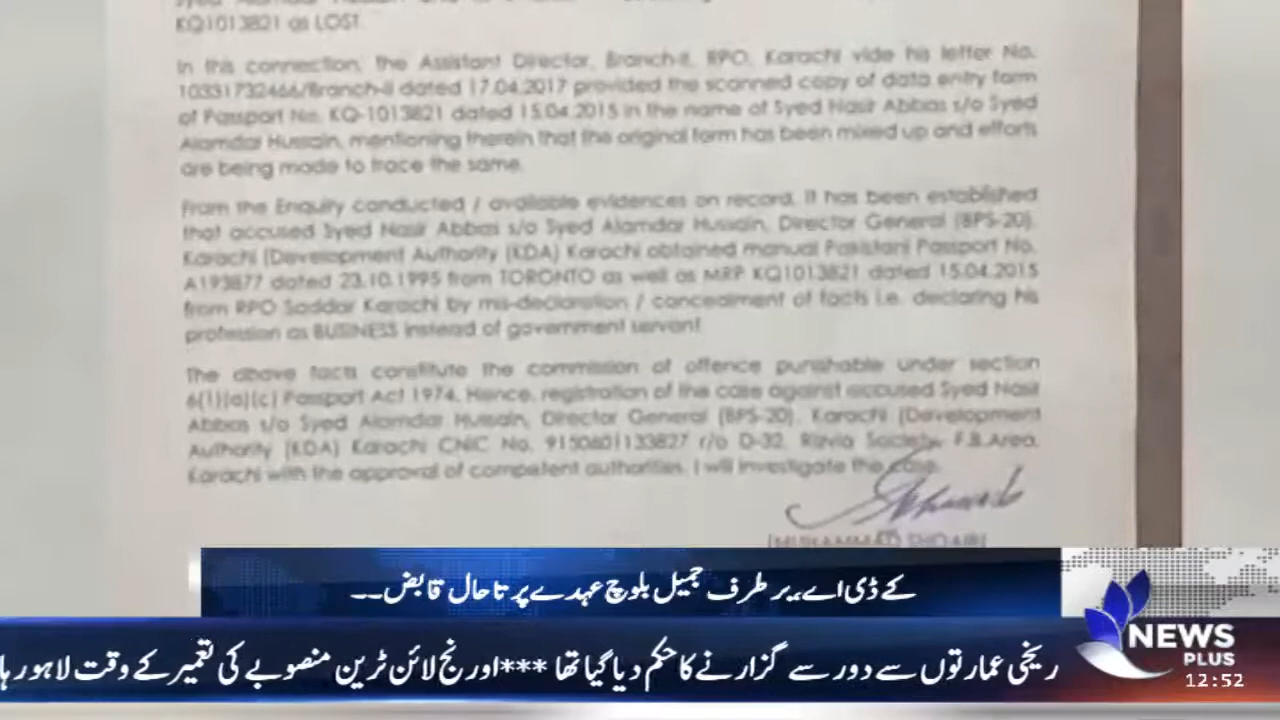 KQ1013821 as LOST.
In this connection, the Assistant Director, Branch-II, RPO, Karachi vide his letter No.
10331732466/Branch-II dated 17.04.2017 provided the scanned copy of data entry form
of Passport No. KQ-1013821 dated 15.04.2015 in the name of Syed Nasir Abbas s/o Syed
Alamdar Hussain, mentioning therein that the original form has been mixed up and efforts
are being made to trace the same.
From the Enquiry conducted / available evidences on record, it has been established
that accused Syed Nasir Abbas s/o Syed Alamdar Hussain, Director General (BPS-20),
Karachi (Development Authority (KDA) Karachi obtained manual Pakistani Passport No.
A193877 dated 23.10.1995 from TORONTO as well as MRP KQ1013821 dated 15.04.2015
from RPO Saddar Karachi by mis-declaration / concealment of facts i.e. declaring his
profession as BUSINESS instead of government servant
The above facts constitute the commission of offence punishable under section
6(1)(a)(c) Passport Act 1974. Hence, registration of the case against accused Syed Nasir
Abbas s/o Syed Alamdar Hussain, Director General (BPS-20), Karachi (Development
Authority (KDA) Karachi CNIC No. 9150601133827 r/o D-32, Rizvia Society, F.B.Area,
Karachi with the approval of competent authorities. I will investigate the case.
کے ڈی اے،، برطرف جمیل بلوچ عہدے پر تاحال قابض۔۔
ریخی عمارتوں سے دور سے گزارنے کا حکم دیا گیا تھا ***اورنج لائن ٹرین منصوبے کی تعمیر کے وقت لاہور ہا
NEWS
PLUS
12:52